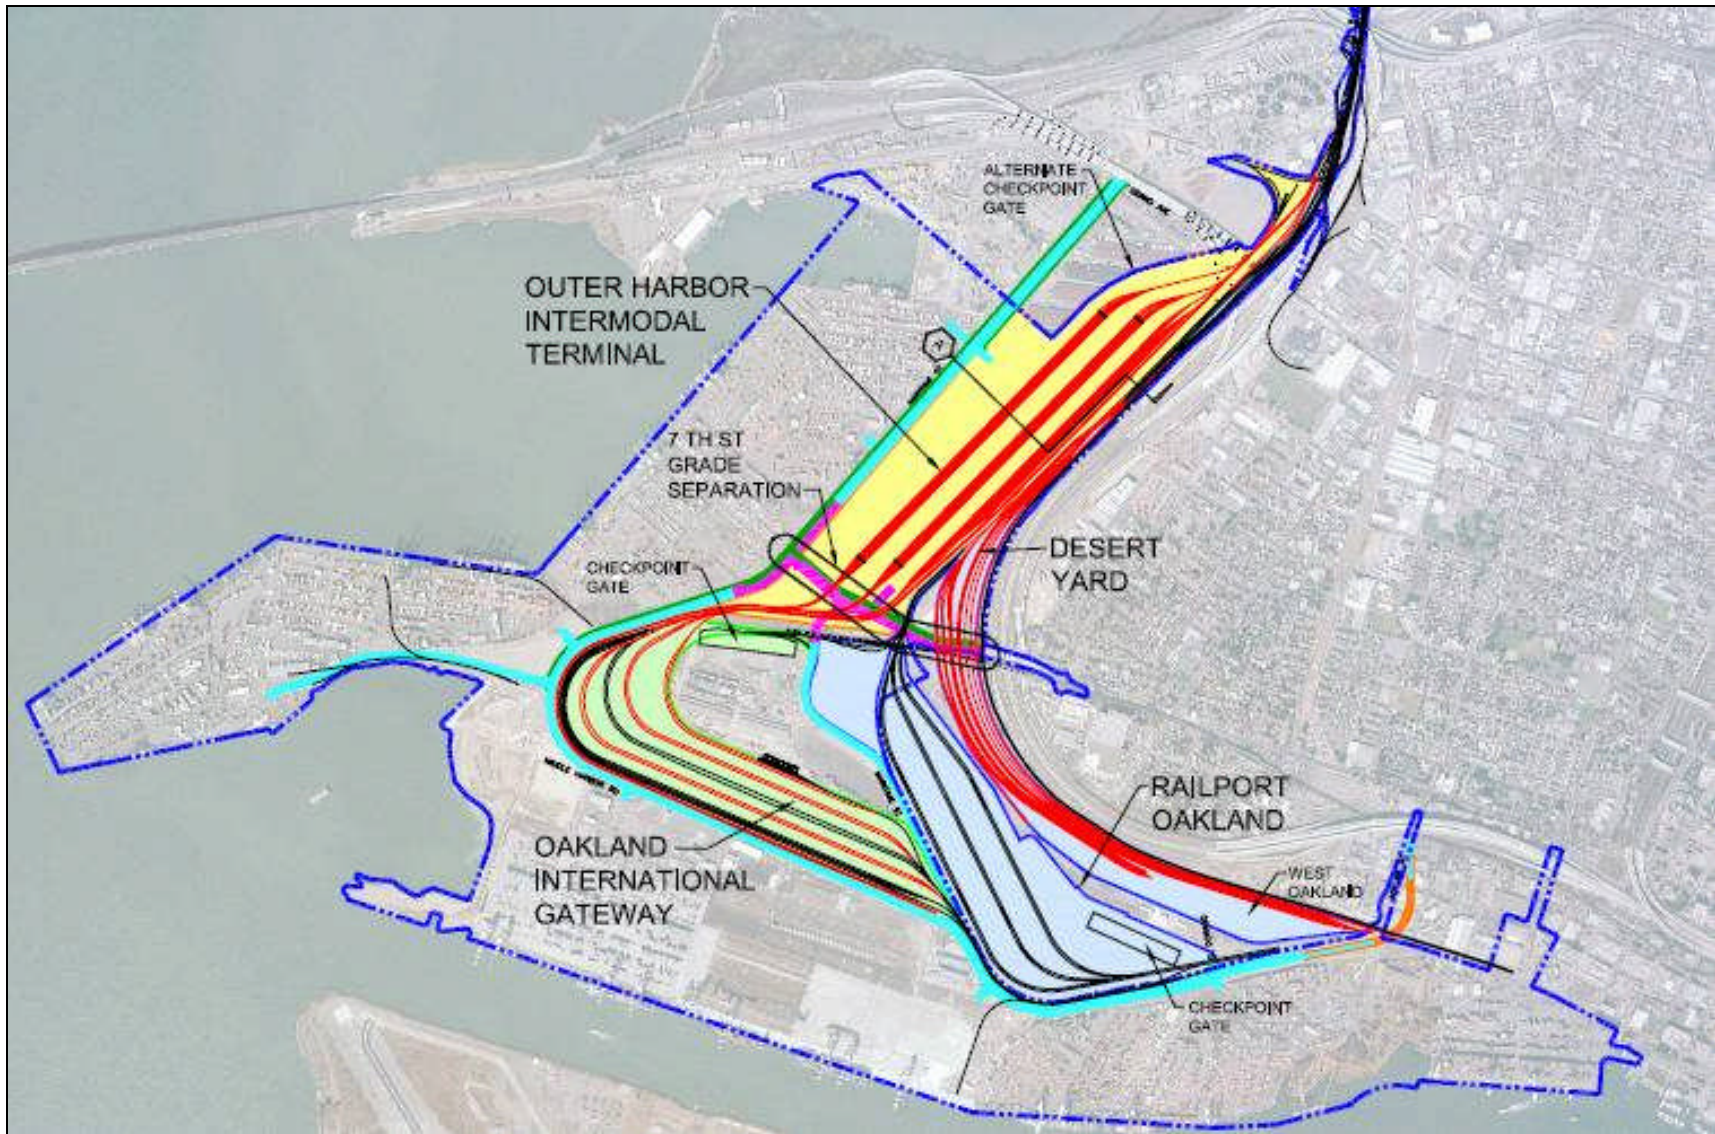 ALTERNATE
CHECKPOINT
GATE
OUTER HARBOR
INTERMODAL
TERMINAL
7 TH ST
GRADE
SEPARATION
CHECKPOINT
GATE
DESERT
YARD
RAILPORT
OAKLAND
OAKLAND
INTERNATIONAL
GATEWAY
WEST
OAKLAND
CHECKPOINT
GATE